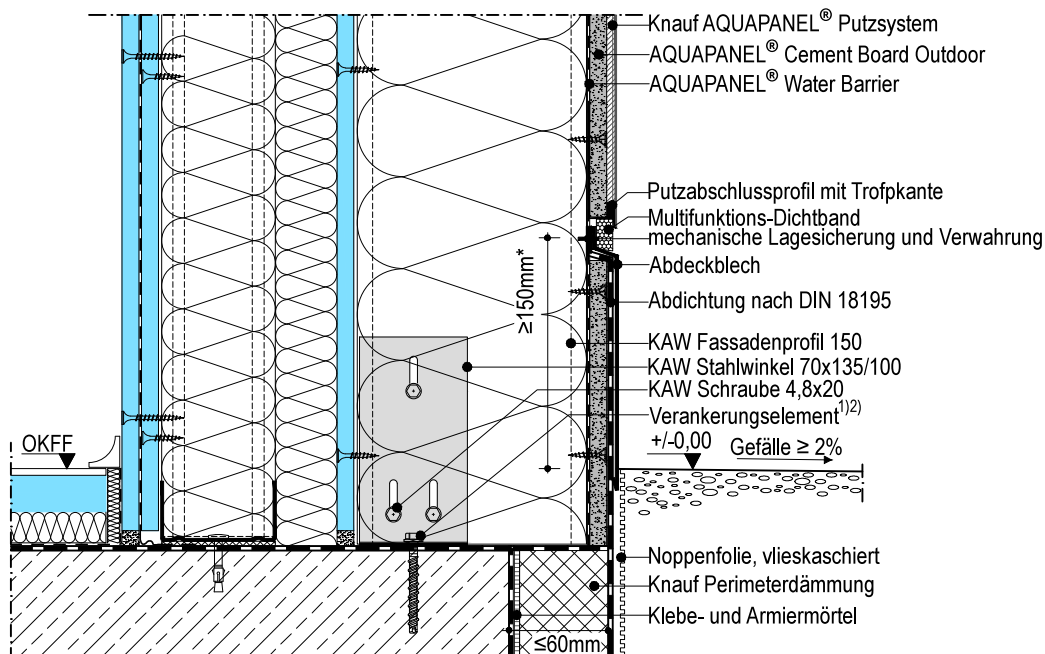 Knauf AQUAPANEL® Putzsystem
AQUAPANEL® Cement Board Outdoor
AQUAPANEL® Water Barrier
Putzabschlussprofil mit Trofpkante
Multifunktions-Dichtband
mechanische Lagesicherung und Verwahrung
Abdeckblech
≥150mm*
Abdichtung nach DIN 18195
KAW Fassadenprofil 150
KAW Stahlwinkel 70x135/100
KAW Schraube 4,8x20
Verankerungselement1)2)
OKFF
+/-0,00
Gefälle ≥ 2%
Noppenfolie, vlieskaschiert
Knauf Perimeterdämmung
Klebe- und Armiermörtel
≤60mm